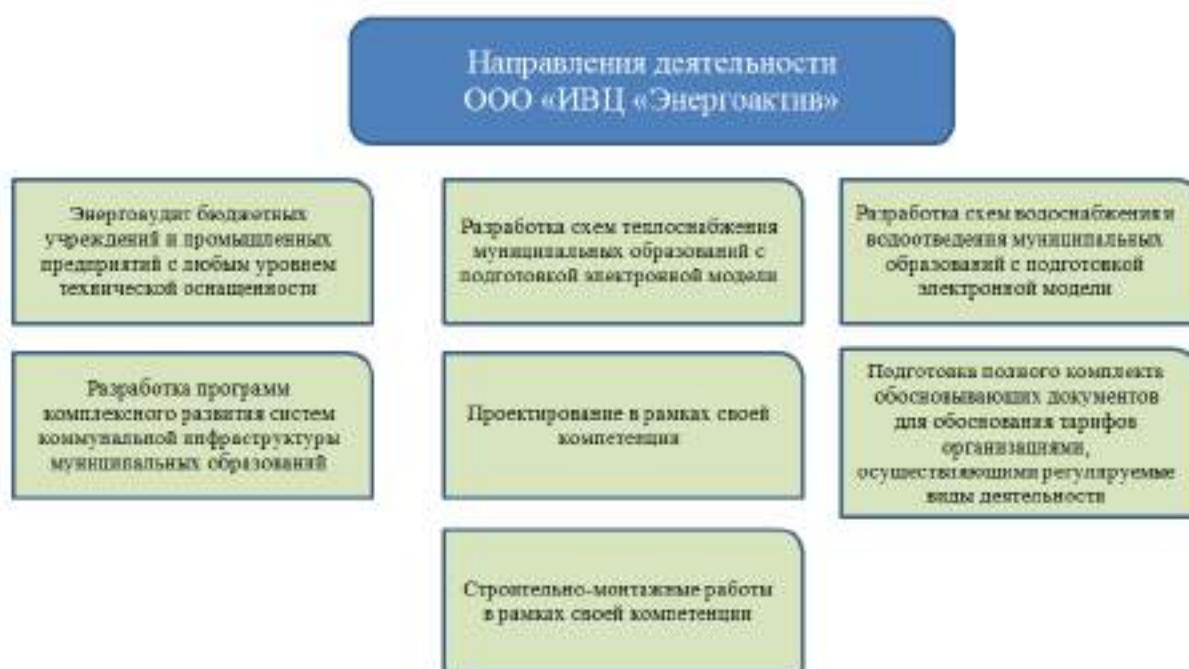 Направления деятельности
ООО «ИВЦ «Энергоактив»
Энергоаудит бюджетных
учреждений и промышленных
предприятий с любым уровнем
технической оснащенности
Разработка схем теплоснабжения
муниципальных образований с
подготовкой электронной модели
Разработка схем водоснабжения и
водоотведения муниципальных
образований с подготовкой
электронной модели
Разработка программ
комплексного развития систем
коммунальной инфраструктуры
муниципальных образований
Проектирование в рамках своей
компетенции
Подготовка полного комплекта
обосновывающих документов
для обоснования тарифов
организациями,
осуществляющими регулируемые
виды деятельности
Строительно-монтажные работы
в рамках своей компетенции